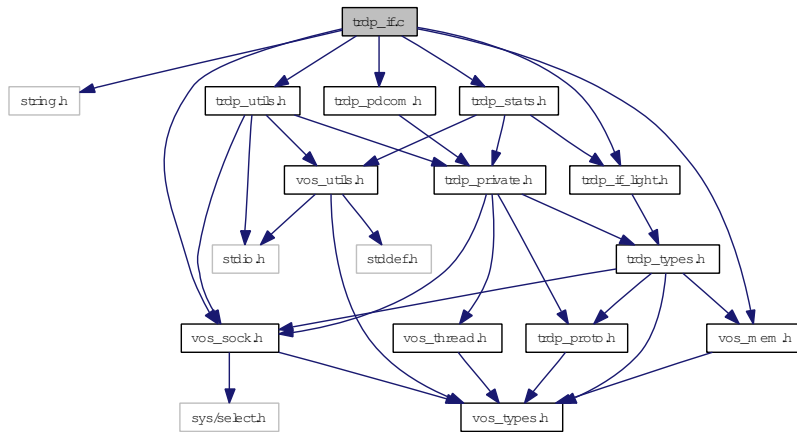 trdp_if.c
string.h
trdp_utils.h
trdp_pdcom.h
trdp_stats.h
vos_utils.h
trdp_private.h
trdp_if_light.h
stdio.h
stddef.h
trdp_types.h
vos_sock.h
vos_thread.h
trdp_proto.h
vos_mem.h
sys/select.h
vos_types.h